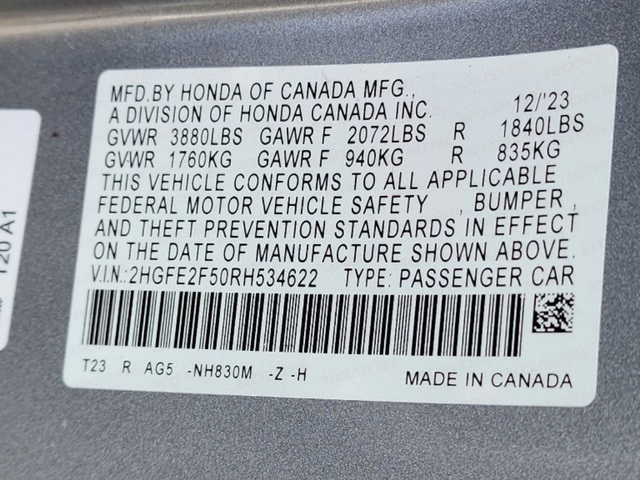 MFD.BY HONDA OF CANADA MFG.,
A DIVISION OF HONDA CANADA INC. 12/'23
GVWR 3880LBS GAWR F 2072LBS R 1840LBS
GVWR 1760KG GAWR F 940KG R 835KG
THIS VEHICLE CONFORMS TO ALL APPLICABLE
FEDERAL MOTOR VEHICLE SAFETY , BUMPER ,
AND THEFT PREVENTION STANDARDS IN EFFECT
ON THE DATE OF MANUFACTURE SHOWN ABOVE.
V.I.N.:2HGFE2F50RH534622 TYPE: PASSENGER CAR
T23 R AG5 -NH830M -Z -H
MADE IN CANADA
T20 A1